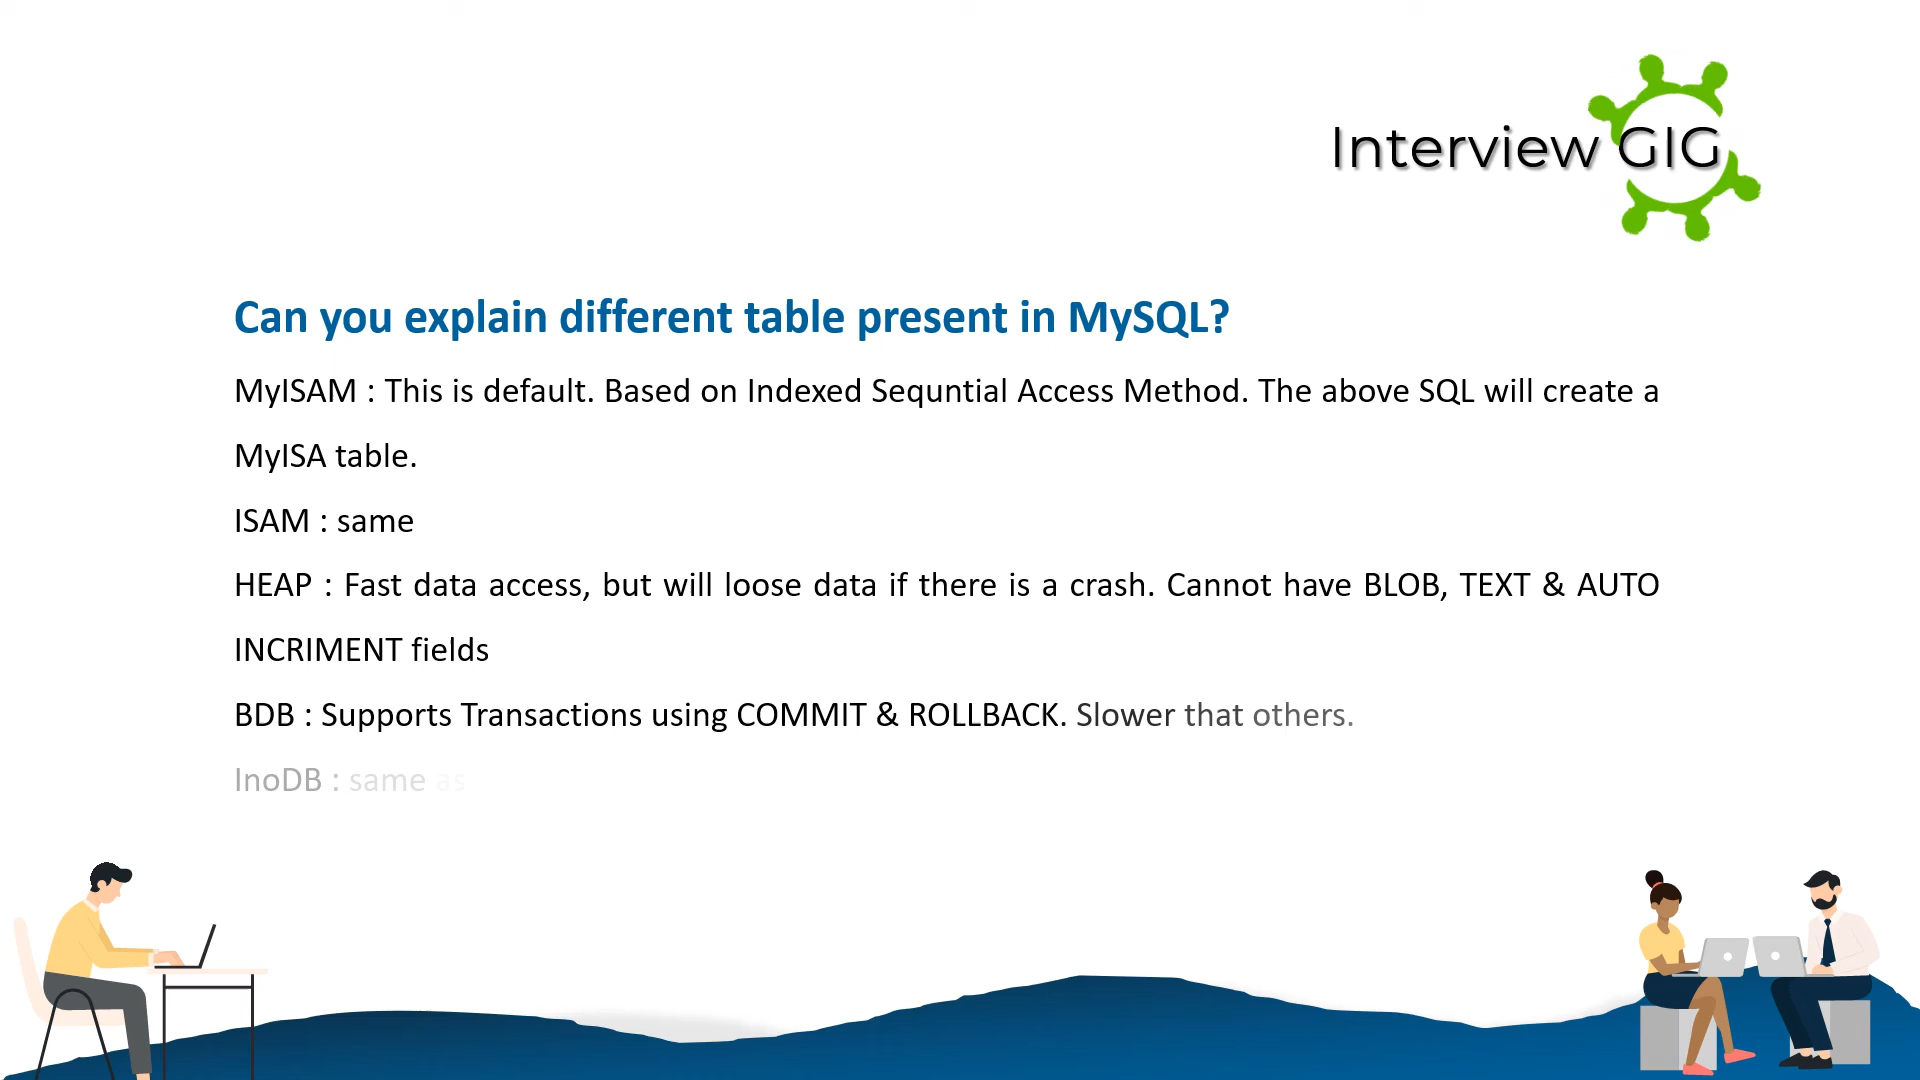 Interview GIG
Can you explain different table present in MySQL?
MyISAM : This is default. Based on Indexed Sequntial Access Method. The above SQL will create a
MyISA table.
ISAM : same
HEAP : Fast data access, but will loose data if there is a crash. Cannot have BLOB, TEXT & AUTO
INCRIMENT fields
BDB : Supports Transactions using COMMIT & ROLLBACK. Slower that others.
InoDB : same as